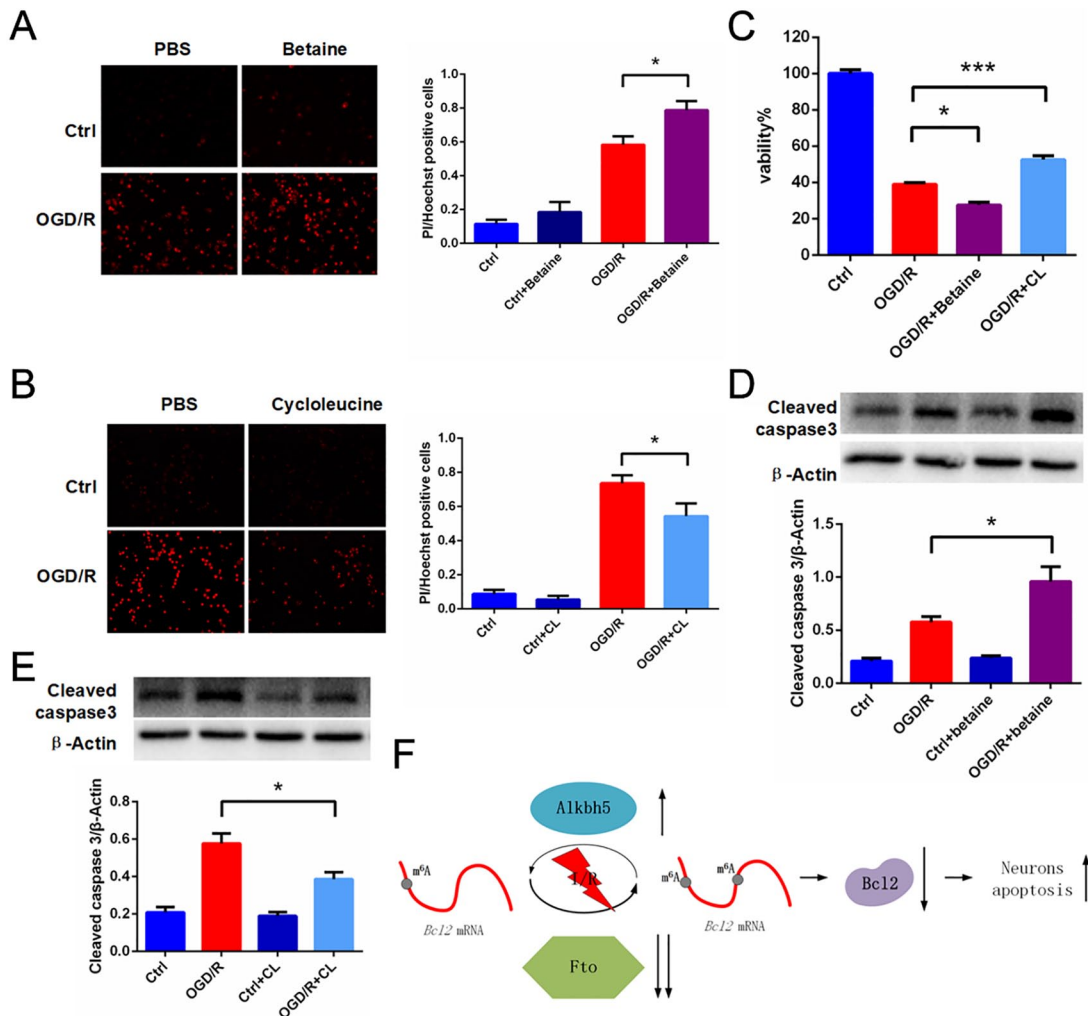 A
PBS
Betaine
Ctrl
OGD/R
*
PI/Hoechst positive cells
1.0
0.8
0.6
0.4
0.2
0.0
Ctrl
Ctrl+Betaine
OGD/R
OGD/R+Betaine
C
***
*
vability%
120
100
80
60
40
20
0
Ctrl
OGD/R
OGD/R+Betaine
OGD/R+CL
B
PBS
Cycloleucine
Ctrl
OGD/R
*
PI/Hoechst positive cells
1.0
0.8
0.6
0.4
0.2
0.0
Ctrl
Ctrl+CL
OGD/R
OGD/R+CL
D
Cleaved
caspase3
β-Actin
*
Cleaved caspase 3/β-Actin
1.5
1.0
0.5
0.0
Ctrl
OGD/R
Ctrl+betaine
OGD/R+betaine
E
Cleaved
caspase3
β-Actin
*
Cleaved caspase 3/β-Actin
0.8
0.6
0.4
0.2
0.0
Ctrl
OGD/R
Ctrl+CL
OGD/R+CL
F
Alkbh5
m⁶A
I/R
m⁶A
m⁶A
Bcl2 mRNA
Bcl2 mRNA
Bcl2
Neurons
apoptosis
Fto